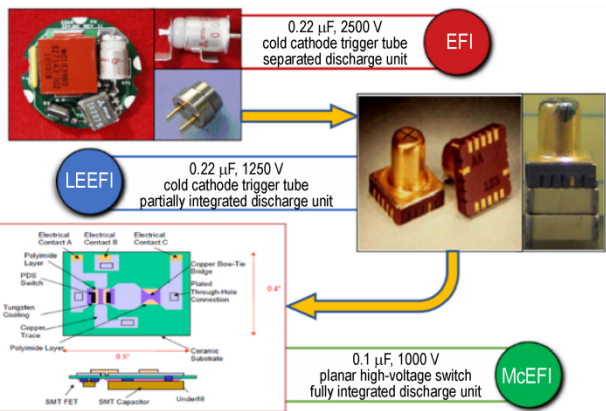 0.22 μF, 2500 V
cold cathode trigger tube
separated discharge unit
EFI
LEEFI
0.22 μF, 1250 V
cold cathode trigger tube
partially integrated discharge unit
Electrical
Contact A
Electrical
Contact B
Electrical
Contact C
Polyimide
Layer
PDS
Switch
Tungsten
Coating
Copper
Trace
Polyimide Layer
Copper Bow-Tie
Bridge
Plated
Through-Hole
Connection
0.4"
0.5"
Ceramic
Substrate
SMT FET
SMT Capacitor
Underfill
0.1 μF, 1000 V
planar high-voltage switch
fully integrated discharge unit
McEFI